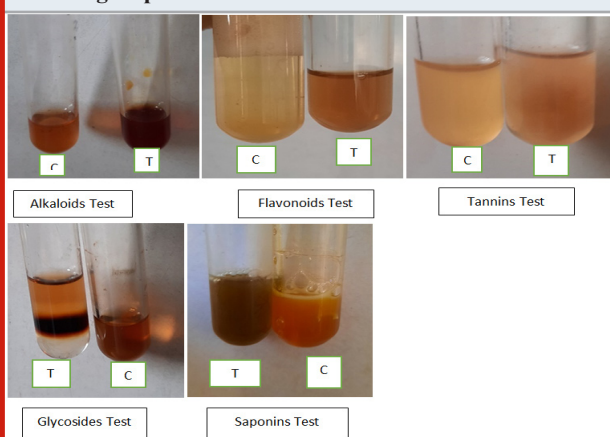 C T
C T
C T
Alkaloids Test
Flavonoids Test
Tannins Test
T C
T C
Glycosides Test
Saponins Test